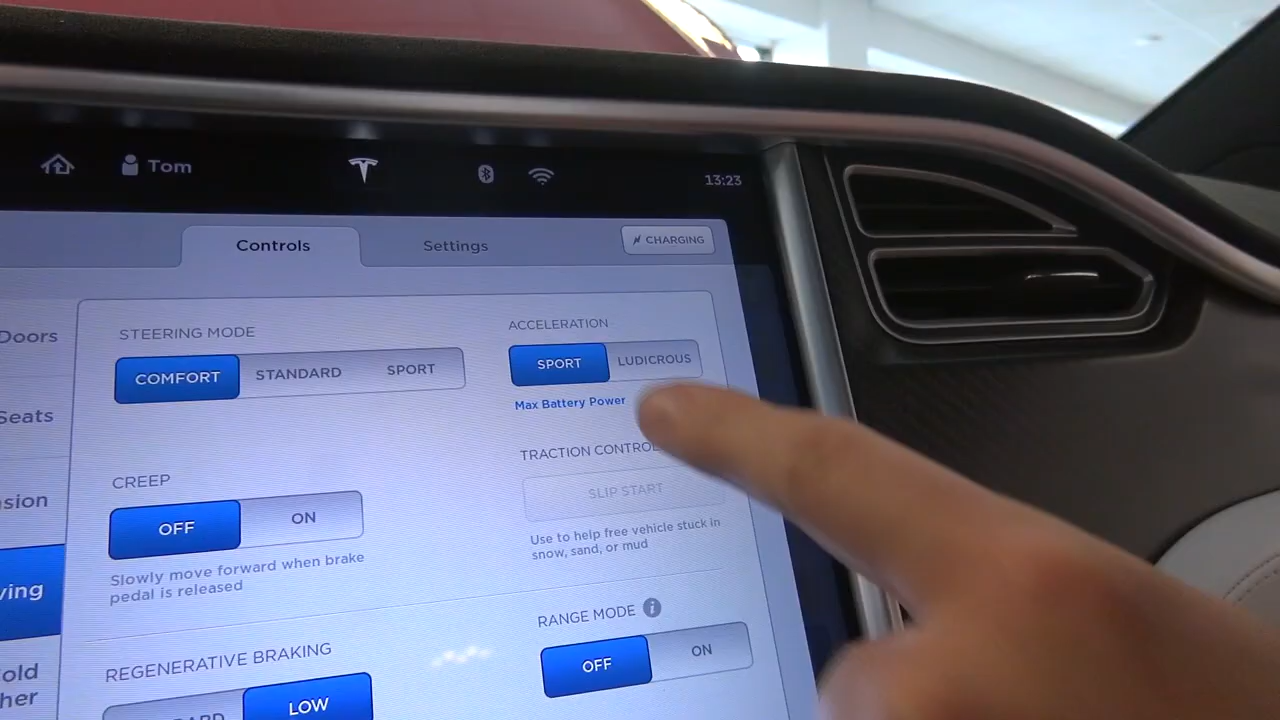 Tom
13:23
Controls
Settings
CHARGING
Doors
Seats
STEERING MODE
COMFORT
STANDARD
SPORT
ACCELERATION
SPORT
LUDICROUS
Max Battery Power
TRACTION CONTROL
SLIP START
Use to help free vehicle stuck in
snow, sand, or mud
CREEP
OFF
ON
Slowly move forward when brake
pedal is released
RANGE MODE
OFF
ON
REGENERATIVE BRAKING
LOW